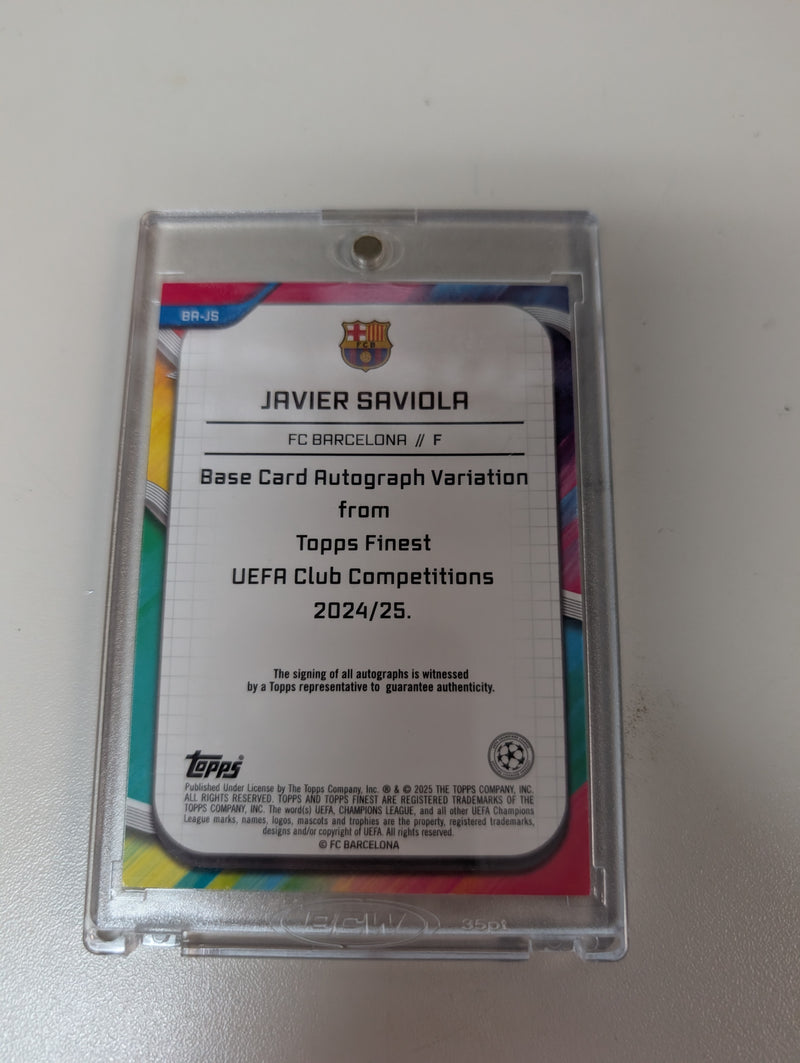 BA-JS
FCB
JAVIER SAVIOLA
FC BARCELONA // F
Base Card Autograph Variation
from
Topps Finest
UEFA Club Competitions
2024/25.
The signing of all autographs is witnessed
by a Topps representative to guarantee authenticity.
Topps®
Published Under License by The Topps Company, Inc. ® & © 2025 THE TOPPS COMPANY, INC.
ALL RIGHTS RESERVED. TOPPS AND TOPPS FINEST ARE REGISTERED TRADEMARKS OF THE
TOPPS COMPANY, INC. The word(s) UEFA, CHAMPIONS LEAGUE, and all other UEFA Champions
League marks, names, logos, mascots and trophies are the property, registered trademarks,
designs and/or copyright of UEFA. All rights reserved.
© FC BARCELONA
BCW 35pt